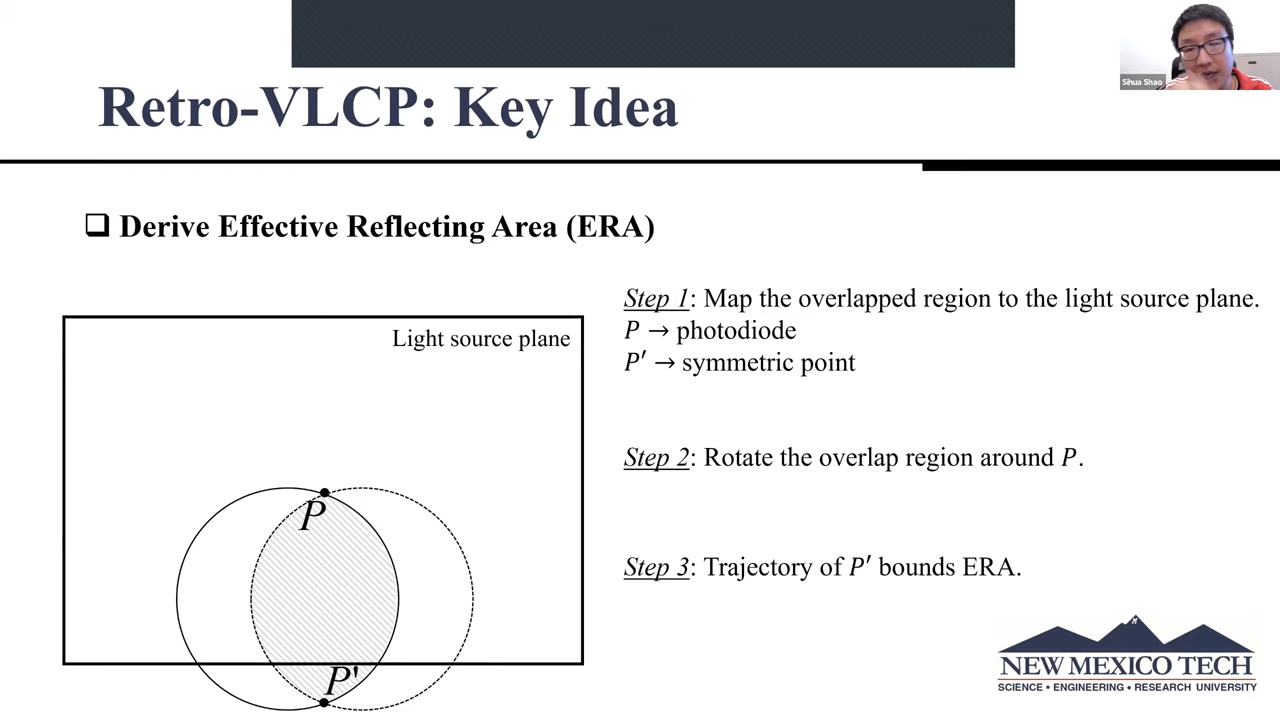 Sihua Shao
Retro-VLCP: Key Idea
Derive Effective Reflecting Area (ERA)
Light source plane
P
P'
Step 1: Map the overlapped region to the light source plane.
P → photodiode
P′ → symmetric point
Step 2: Rotate the overlap region around P.
Step 3: Trajectory of P′ bounds ERA.
NEW MEXICO TECH
SCIENCE • ENGINEERING • RESEARCH UNIVERSITY